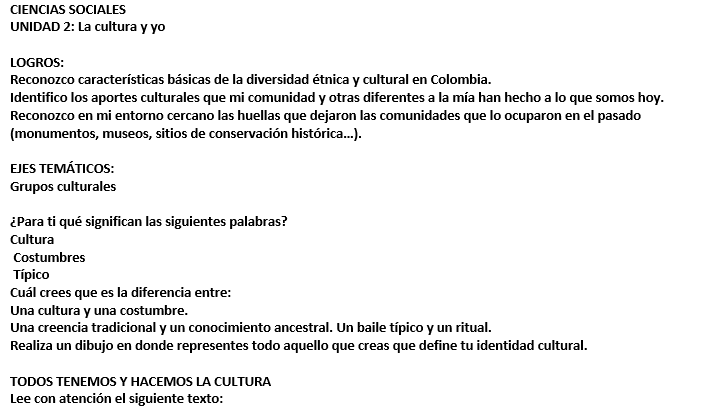 CIENCIAS SOCIALES
UNIDAD 2: La cultura y yo
LOGROS:
Reconozco características básicas de la diversidad étnica y cultural en Colombia.
Identifico los aportes culturales que mi comunidad y otras diferentes a la mía han hecho a lo que somos hoy.
Reconozco en mi entorno cercano las huellas que dejaron las comunidades que lo ocuparon en el pasado
(monumentos, museos, sitios de conservación histórica...).
EJES TEMÁTICOS:
Grupos culturales
¿Para ti qué significan las siguientes palabras?
Cultura
Costumbres
Típico
Cuál crees que es la diferencia entre:
Una cultura y una costumbre.
Una creencia tradicional y un conocimiento ancestral. Un baile típico y un ritual.
Realiza un dibujo en donde representes todo aquello que creas que define tu identidad cultural.
TODOS TENEMOS Y HACEMOS LA CULTURA
Lee con atención el siguiente texto: